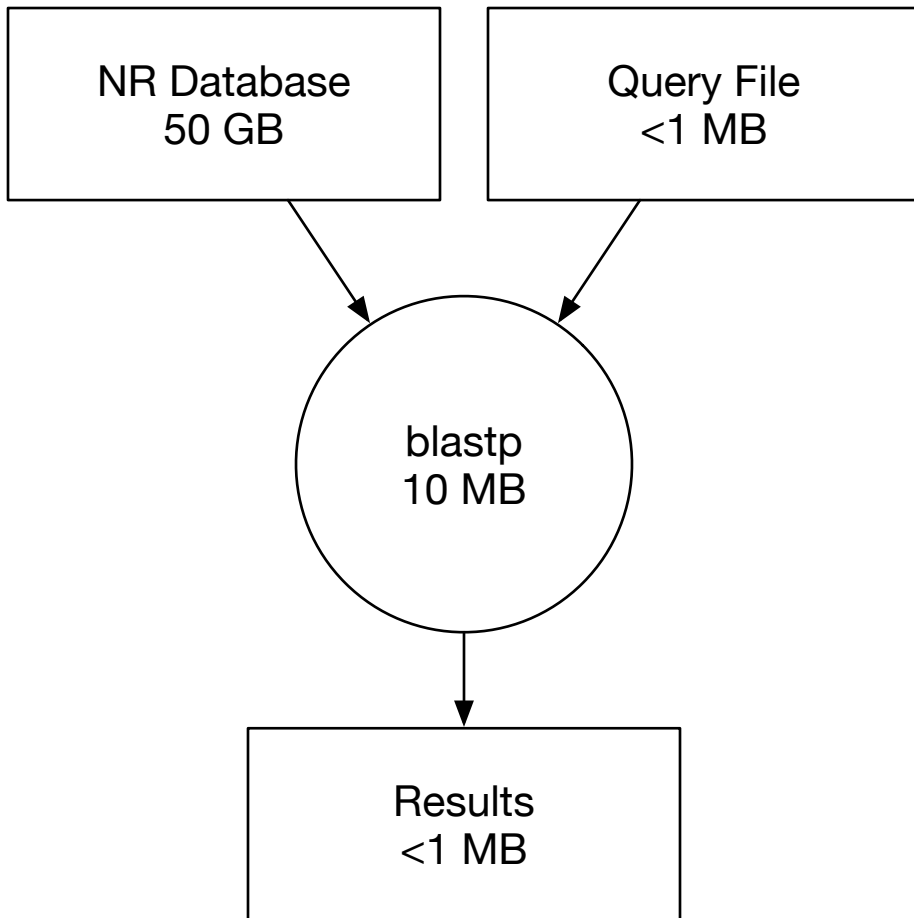 NR Database
50 GB
Query File
<1 MB
blastp
10 MB
Results
<1 MB